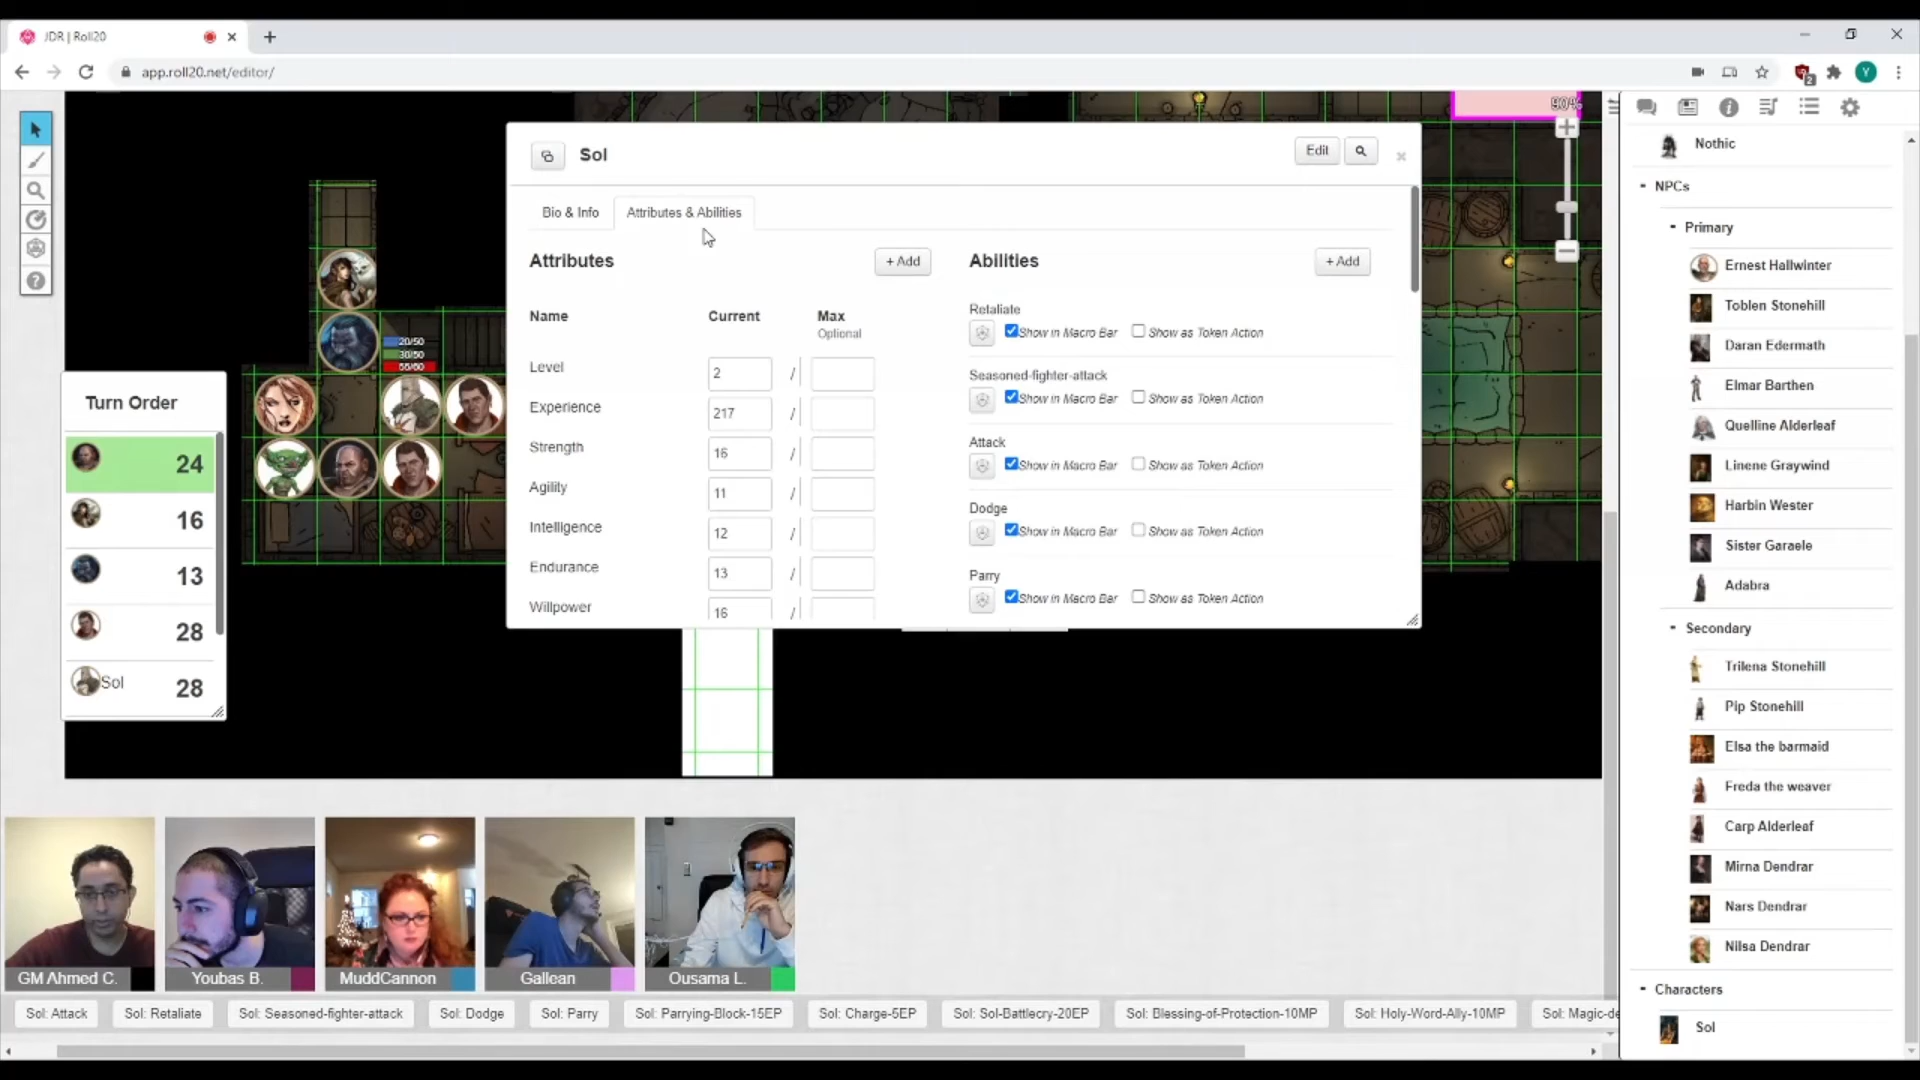 JDR | Roll20
app.roll20.net/editor/
2
Y
90%
Sol
Edit
Bio & Info
Attributes & Abilities
Attributes
+ Add
Abilities
+ Add
Name
Current
Max
Optional
Level
2
/
Experience
217
/
Strength
16
/
Agility
11
/
Intelligence
12
/
Endurance
13
/
Willpower
16
/
Retaliate
Show in Macro Bar
Show as Token Action
Seasoned-fighter-attack
Show in Macro Bar
Show as Token Action
Attack
Show in Macro Bar
Show as Token Action
Dodge
Show in Macro Bar
Show as Token Action
Parry
Show in Macro Bar
Show as Token Action
20/50
30/50
Turn Order
24
16
13
28
Sol
28
Nothic
NPCs
Primary
Ernest Hallwinter
Toblen Stonehill
Daran Edermath
Elmar Barthen
Quelline Alderleaf
Linene Graywind
Harbin Wester
Sister Garaele
Adabra
Secondary
Trilena Stonehill
Pip Stonehill
Elsa the barmaid
Freda the weaver
Carp Alderleaf
Mirna Dendrar
Nars Dendrar
Nilsa Dendrar
Characters
Sol
GM Ahmed C.
Youbas B.
MuddCannon
Gallean
Ousama L.
Sol: Attack
Sol: Retaliate
Sol: Seasoned-fighter-attack
Sol: Dodge
Sol: Parry
Sol: Parrying-Block-15EP
Sol: Charge-5EP
Sol: Sol-Battlecry-20EP
Sol: Blessing-of-Protection-10MP
Sol: Holy-Word-Ally-10MP
Sol: Magic-de